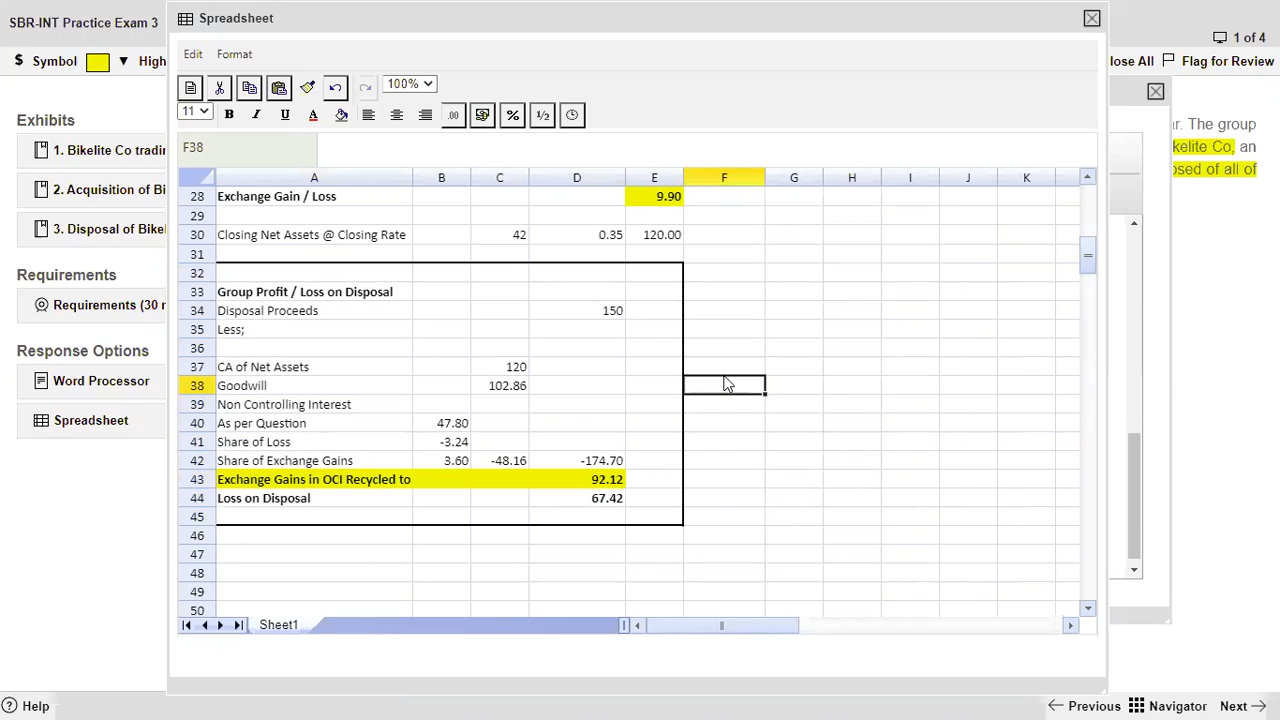 SBR-INT Practice Exam 3
Spreadsheet
1 of 4
$ Symbol
High
lose All
Flag for Review
Edit Format
100%
11 B I U A .00 % 1/2
F38
A B C D E F G H I J K
28 Exchange Gain / Loss 9.90
29
30 Closing Net Assets @ Closing Rate 42 0.35 120.00
31
32
33 Group Profit / Loss on Disposal
34 Disposal Proceeds 150
35 Less;
36
37 CA of Net Assets 120
38 Goodwill 102.86
39 Non Controlling Interest
40 As per Question 47.80
41 Share of Loss -3.24
42 Share of Exchange Gains 3.60 -48.16 -174.70
43 Exchange Gains in OCI Recycled to 92.12
44 Loss on Disposal 67.42
45
46
47
48
49
50
Sheet1
Exhibits
1. Bikelite Co trad
2. Acquisition of Bi
3. Disposal of Bikel
Requirements
Requirements (30 n
Response Options
Word Processor
Spreadsheet
r. The group
ikelite Co, an
osed of all of
Help
Previous
Navigator
Next